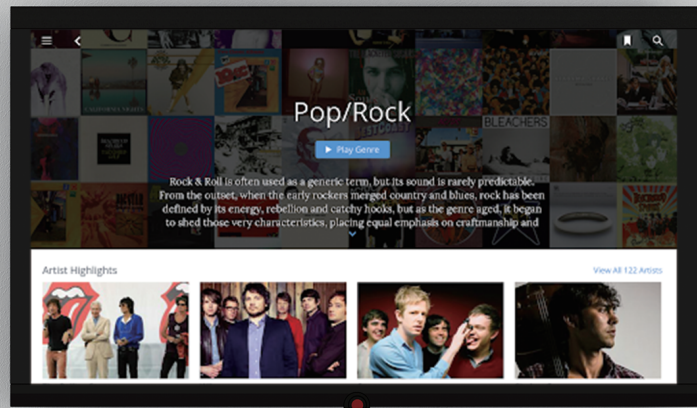 Pop/Rock
Play Genre
Rock & Roll is often used as a generic term, but its sound is rarely predictable.
From the outset, when the early rockers merged country and blues, rock has been
defined by its energy, rebellion and catchy hooks, but as the genre aged, it began
to shed those very characteristics, placing equal emphasis on craftmanship and
BLEACHERS
Artist Highlights
View All 122 Artists